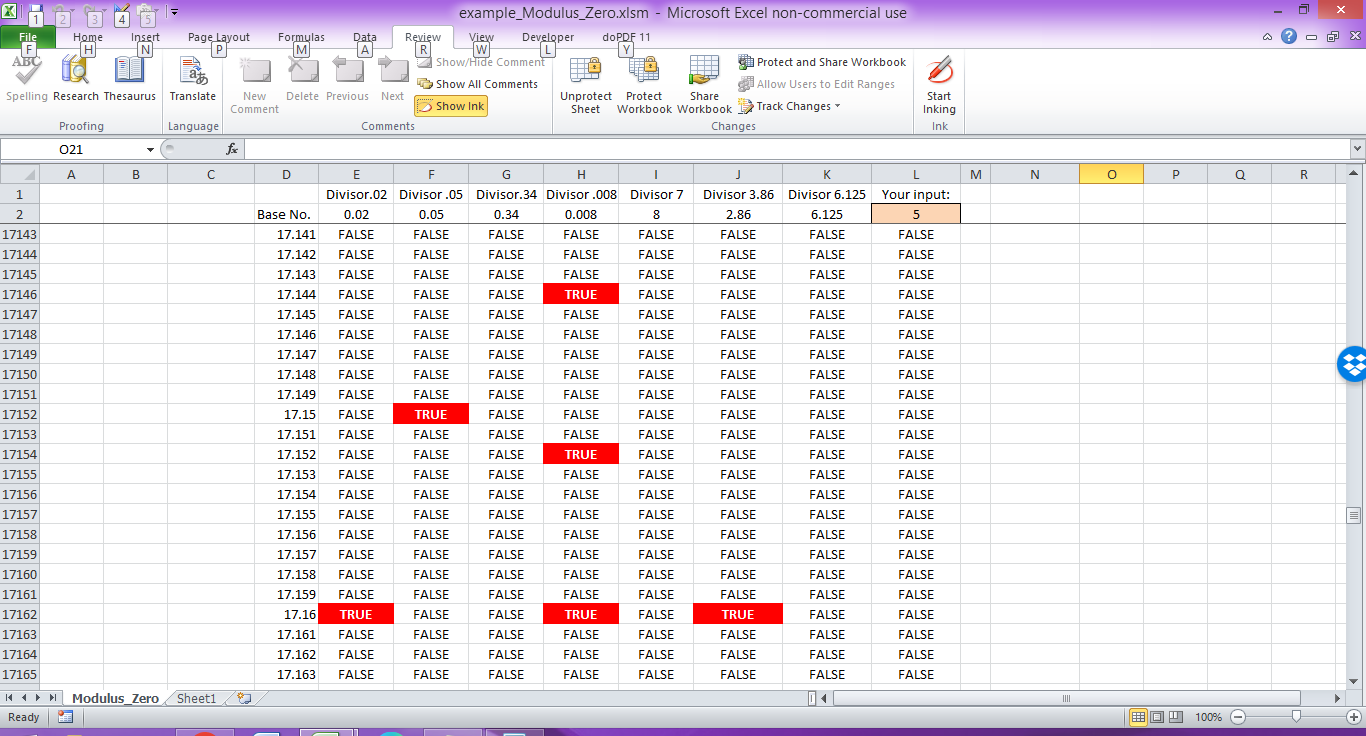 example_Modulus_Zero.xlsm - Microsoft Excel non-commercial use
1 2 3 4 5
File Home Insert Page Layout Formulas Data Review View Developer doPDF 11
F H N P M A R W L Y
ABC
Spelling Research Thesaurus Translate New Comment Delete Previous Next
Show/Hide Comment
Show All Comments
Show Ink
Unprotect Sheet Protect Workbook Share Workbook
Protect and Share Workbook
Allow Users to Edit Ranges
Track Changes
Start Inking
Proofing Language Comments Changes Ink
O21 fx
A B C D E F G H I J K L M N O P Q R
1 Divisor.02 Divisor .05 Divisor.34 Divisor .008 Divisor 7 Divisor 3.86 Divisor 6.125 Your input:
2 Base No. 0.02 0.05 0.34 0.008 8 2.86 6.125 5
17143 17.141 FALSE FALSE FALSE FALSE FALSE FALSE FALSE FALSE
17144 17.142 FALSE FALSE FALSE FALSE FALSE FALSE FALSE FALSE
17145 17.143 FALSE FALSE FALSE FALSE FALSE FALSE FALSE FALSE
17146 17.144 FALSE FALSE FALSE TRUE FALSE FALSE FALSE FALSE
17147 17.145 FALSE FALSE FALSE FALSE FALSE FALSE FALSE FALSE
17148 17.146 FALSE FALSE FALSE FALSE FALSE FALSE FALSE FALSE
17149 17.147 FALSE FALSE FALSE FALSE FALSE FALSE FALSE FALSE
17150 17.148 FALSE FALSE FALSE FALSE FALSE FALSE FALSE FALSE
17151 17.149 FALSE FALSE FALSE FALSE FALSE FALSE FALSE FALSE
17152 17.15 FALSE TRUE FALSE FALSE FALSE FALSE FALSE FALSE
17153 17.151 FALSE FALSE FALSE FALSE FALSE FALSE FALSE FALSE
17154 17.152 FALSE FALSE FALSE TRUE FALSE FALSE FALSE FALSE
17155 17.153 FALSE FALSE FALSE FALSE FALSE FALSE FALSE FALSE
17156 17.154 FALSE FALSE FALSE FALSE FALSE FALSE FALSE FALSE
17157 17.155 FALSE FALSE FALSE FALSE FALSE FALSE FALSE FALSE
17158 17.156 FALSE FALSE FALSE FALSE FALSE FALSE FALSE FALSE
17159 17.157 FALSE FALSE FALSE FALSE FALSE FALSE FALSE FALSE
17160 17.158 FALSE FALSE FALSE FALSE FALSE FALSE FALSE FALSE
17161 17.159 FALSE FALSE FALSE FALSE FALSE FALSE FALSE FALSE
17162 17.16 TRUE FALSE FALSE TRUE FALSE TRUE FALSE FALSE
17163 17.161 FALSE FALSE FALSE FALSE FALSE FALSE FALSE FALSE
17164 17.162 FALSE FALSE FALSE FALSE FALSE FALSE FALSE FALSE
17165 17.163 FALSE FALSE FALSE FALSE FALSE FALSE FALSE FALSE
Modulus_Zero Sheet1
Ready 100%